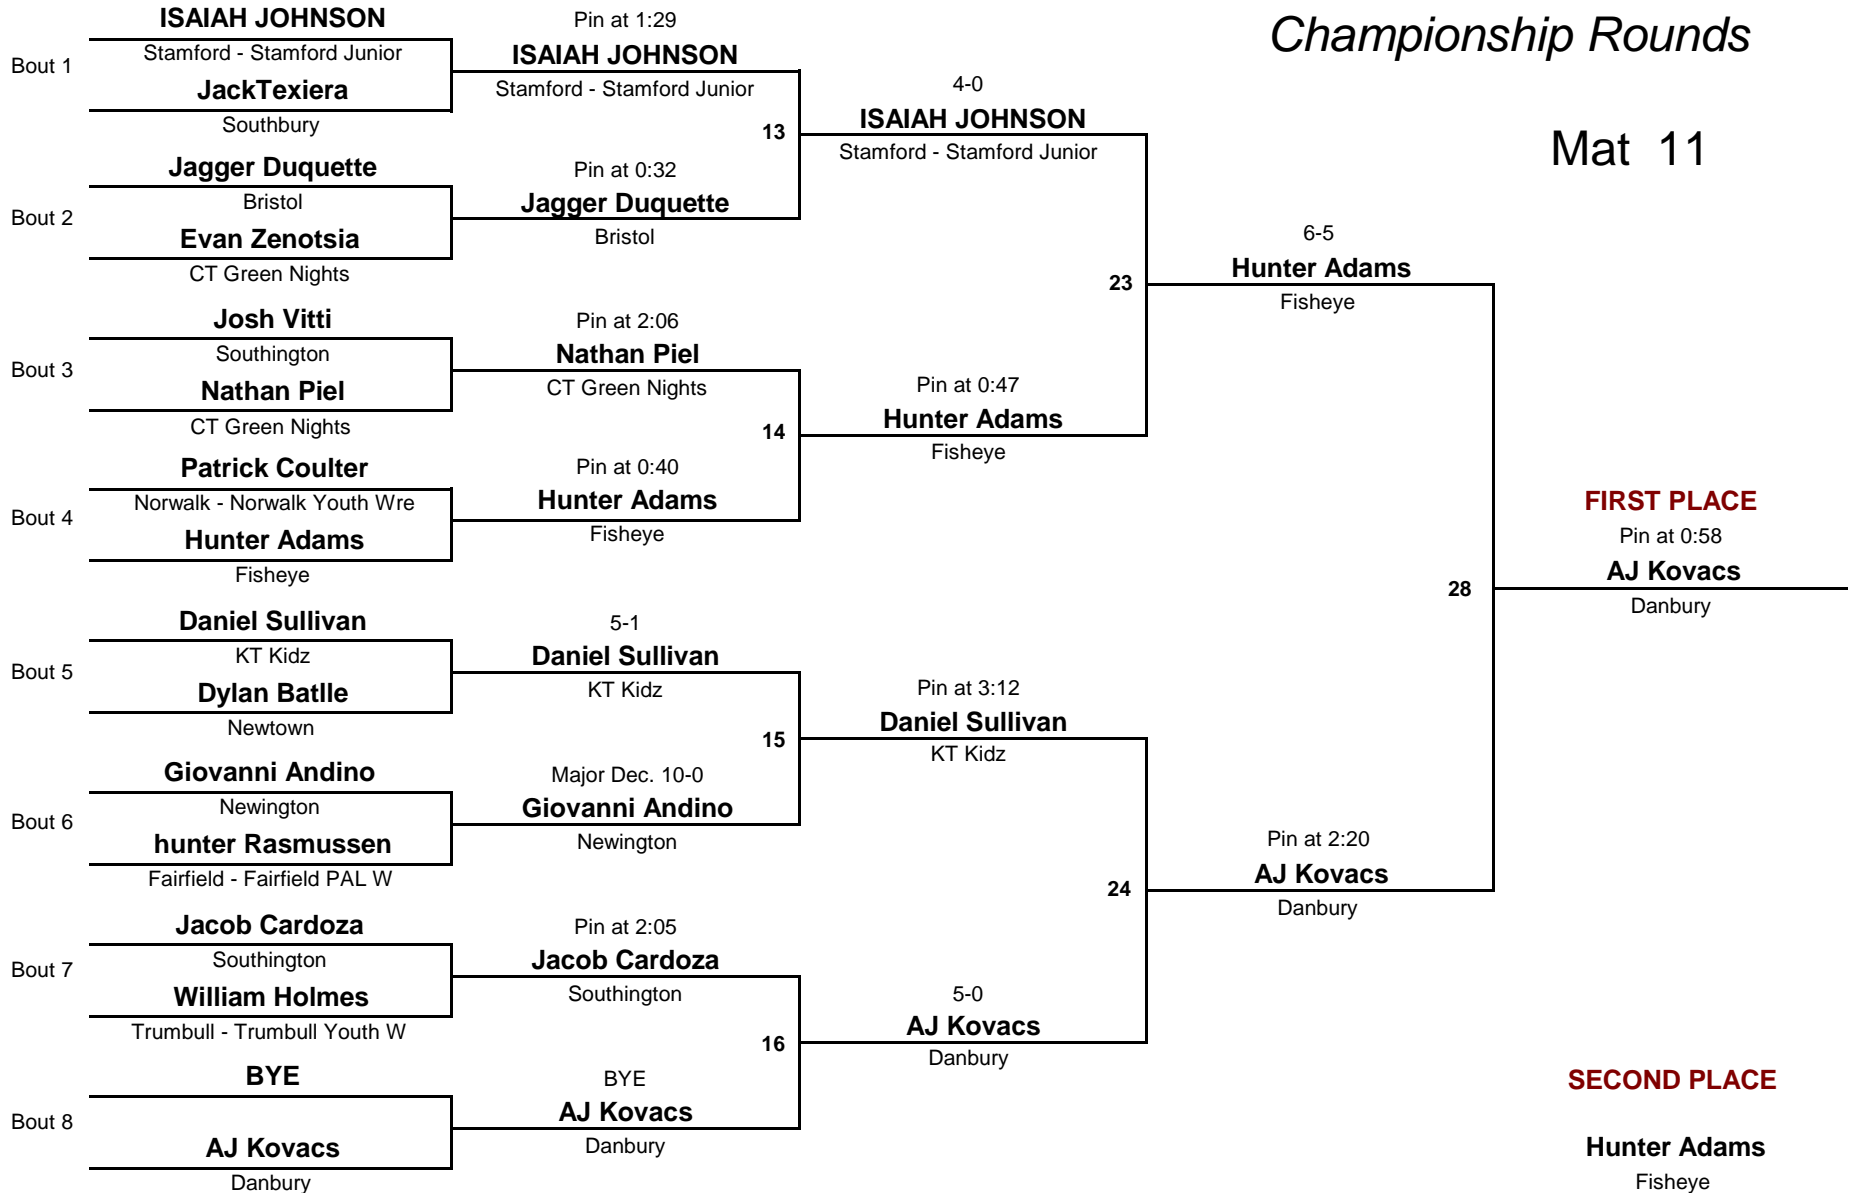 Championship Rounds
Mat 11
Bout 1
ISAIAH JOHNSON
Stamford - Stamford Junior
JackTexiera
Southbury
Bout 2
Jagger Duquette
Bristol
Evan Zenotsia
CT Green Nights
Bout 3
Josh Vitti
Southington
Nathan Piel
CT Green Nights
Bout 4
Patrick Coulter
Norwalk - Norwalk Youth Wre
Hunter Adams
Fisheye
Bout 5
Daniel Sullivan
KT Kidz
Dylan Batlle
Newtown
Bout 6
Giovanni Andino
Newington
hunter Rasmussen
Fairfield - Fairfield PAL W
Bout 7
Jacob Cardoza
Southington
William Holmes
Trumbull - Trumbull Youth W
Bout 8
BYE
AJ Kovacs
Danbury
Pin at 1:29
ISAIAH JOHNSON
Stamford - Stamford Junior
13
Pin at 0:32
Jagger Duquette
Bristol
Pin at 2:06
Nathan Piel
CT Green Nights
14
Pin at 0:40
Hunter Adams
Fisheye
5-1
Daniel Sullivan
KT Kidz
15
Major Dec. 10-0
Giovanni Andino
Newington
Pin at 2:05
Jacob Cardoza
Southington
16
BYE
AJ Kovacs
Danbury
4-0
ISAIAH JOHNSON
Stamford - Stamford Junior
23
Pin at 0:47
Hunter Adams
Fisheye
Pin at 3:12
Daniel Sullivan
KT Kidz
24
5-0
AJ Kovacs
Danbury
6-5
Hunter Adams
Fisheye
28
Pin at 2:20
AJ Kovacs
Danbury
FIRST PLACE
Pin at 0:58
AJ Kovacs
Danbury
SECOND PLACE
Hunter Adams
Fisheye